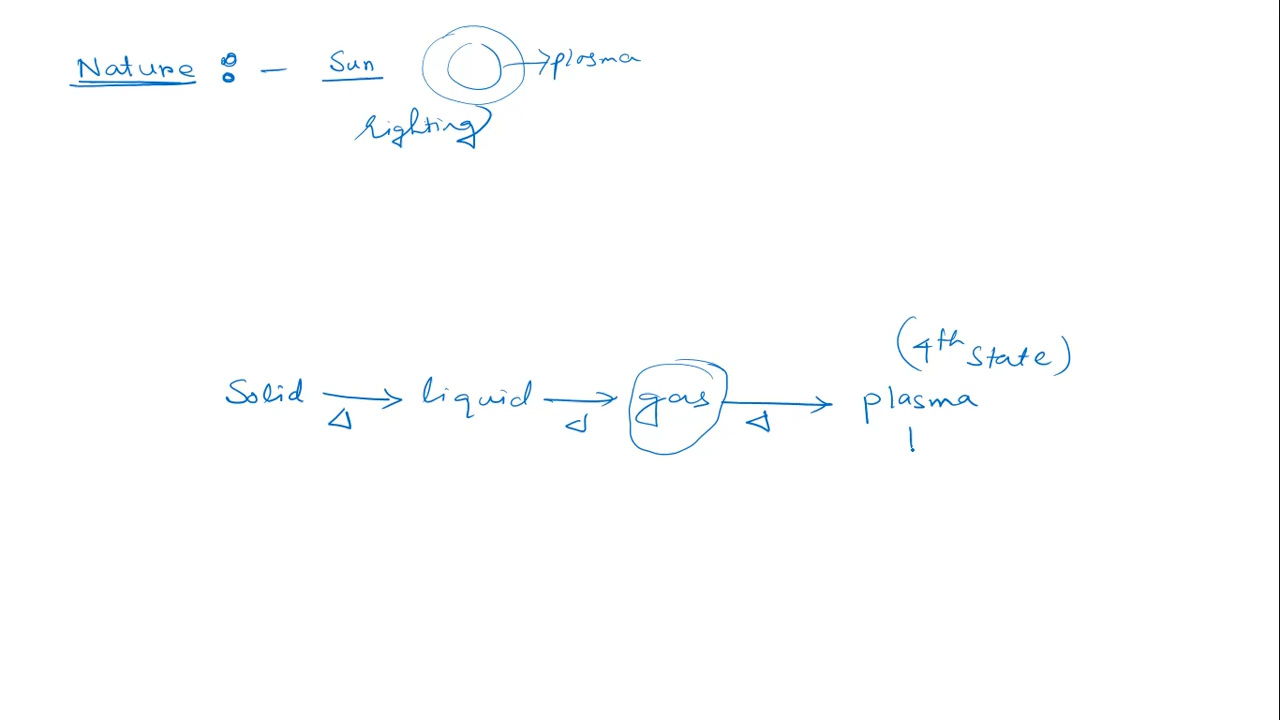 Nature :- Sun → plasma
Lighting
(4th State)
Solid → liquid → gas → plasma
Δ Δ Δ